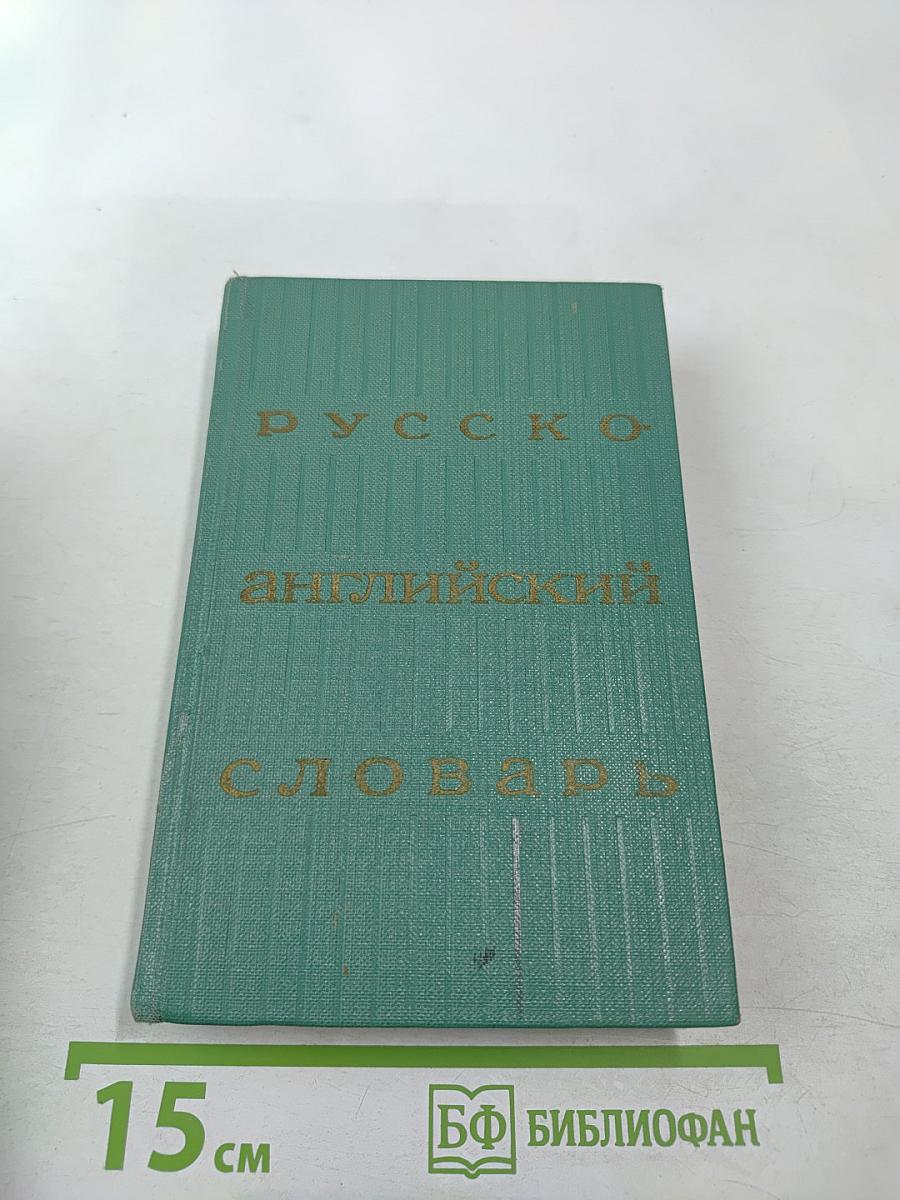 РУССКО-
английский
словарь
15 см
БФ БИБЛИОФАН